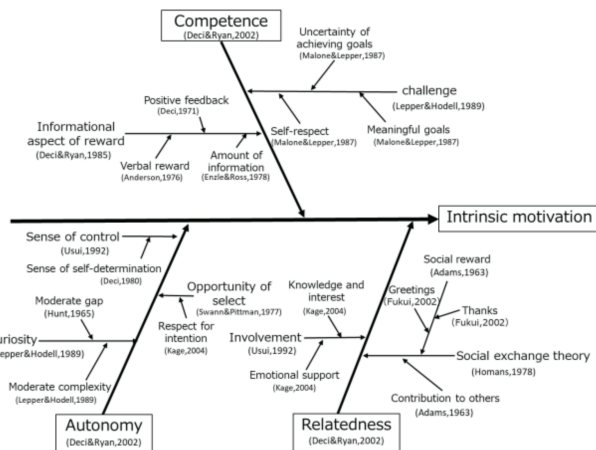 Competence
(Deci&Ryan,2002)
Uncertainty of
achieving goals
(Malone&Lepper,1987)
challenge
(Lepper&Hodell,1989)
Positive feedback
(Deci,1971)
Informational
aspect of reward
(Deci&Ryan,1985)
Self-respect
(Malone&Lepper,1987)
Meaningful goals
(Malone&Lepper,1987)
Verbal reward
(Anderson,1976)
Amount of
information
(Enzle&Ross,1978)
Intrinsic motivation
Sense of control
(Usui,1992)
Sense of self-determination
(Deci,1980)
Social reward
(Adams,1963)
Moderate gap
(Hunt,1965)
Opportunity of
select
(Swann&Pittman,1977)
Knowledge and
interest
(Kage,2004)
Greetings
(Fukui,2002)
Thanks
(Fukui,2002)
uriosity
epper&Hodell,1989)
Respect for
intention
(Kage,2004)
Involvement
(Usui,1992)
Social exchange theory
(Homans,1978)
Moderate complexity
(Lepper&Hodell,1989)
Emotional support
(Kage,2004)
Contribution to others
(Adams,1963)
Autonomy
(Deci&Ryan,2002)
Relatedness
(Deci&Ryan,2002)